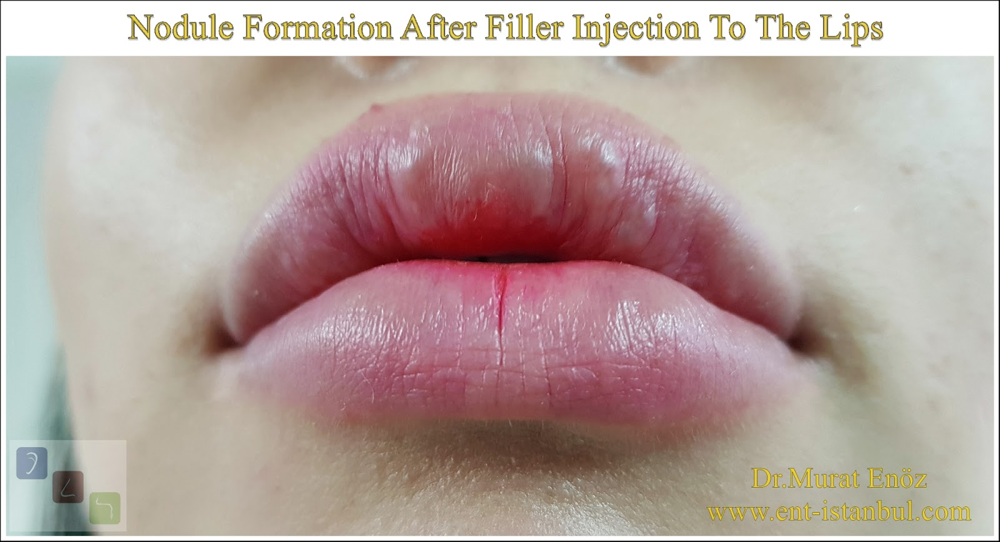 Nodule Formation After Filler Injection To The Lips
Dr.Murat Enöz
www.ent-istanbul.com